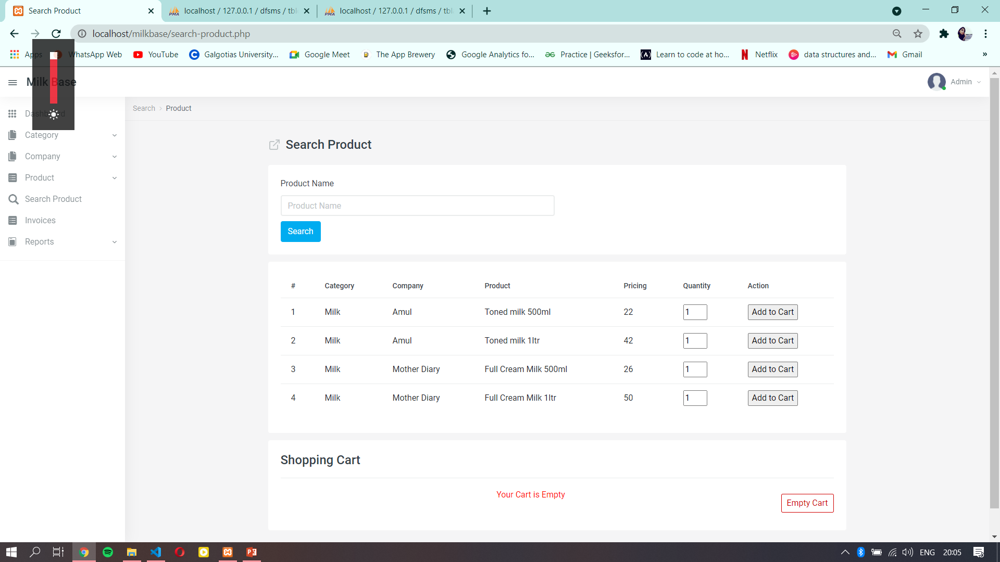 Search Product
localhost / 127.0.0.1 / dfsms / tbl
localhost / 127.0.0.1 / dfsms / tbl
localhost/milkbase/search-product.php
Apps
WhatsApp Web
YouTube
Galgotias University,...
Google Meet
The App Brewery
Google Analytics fo...
Practice | Geeksfor...
Learn to code at ho...
Netflix
data structures and...
Gmail
»
Milk Base
Admin
Dashboard
Category
Company
Product
Search Product
Invoices
Reports
Search > Product
Search Product
Product Name
Product Name
Search
# Category Company Product Pricing Quantity Action
1 Milk Amul Toned milk 500ml 22 1 Add to Cart
2 Milk Amul Toned milk 1ltr 42 1 Add to Cart
3 Milk Mother Diary Full Cream Milk 500ml 26 1 Add to Cart
4 Milk Mother Diary Full Cream Milk 1ltr 50 1 Add to Cart
Shopping Cart
Your Cart is Empty
Empty Cart
ENG 20:05